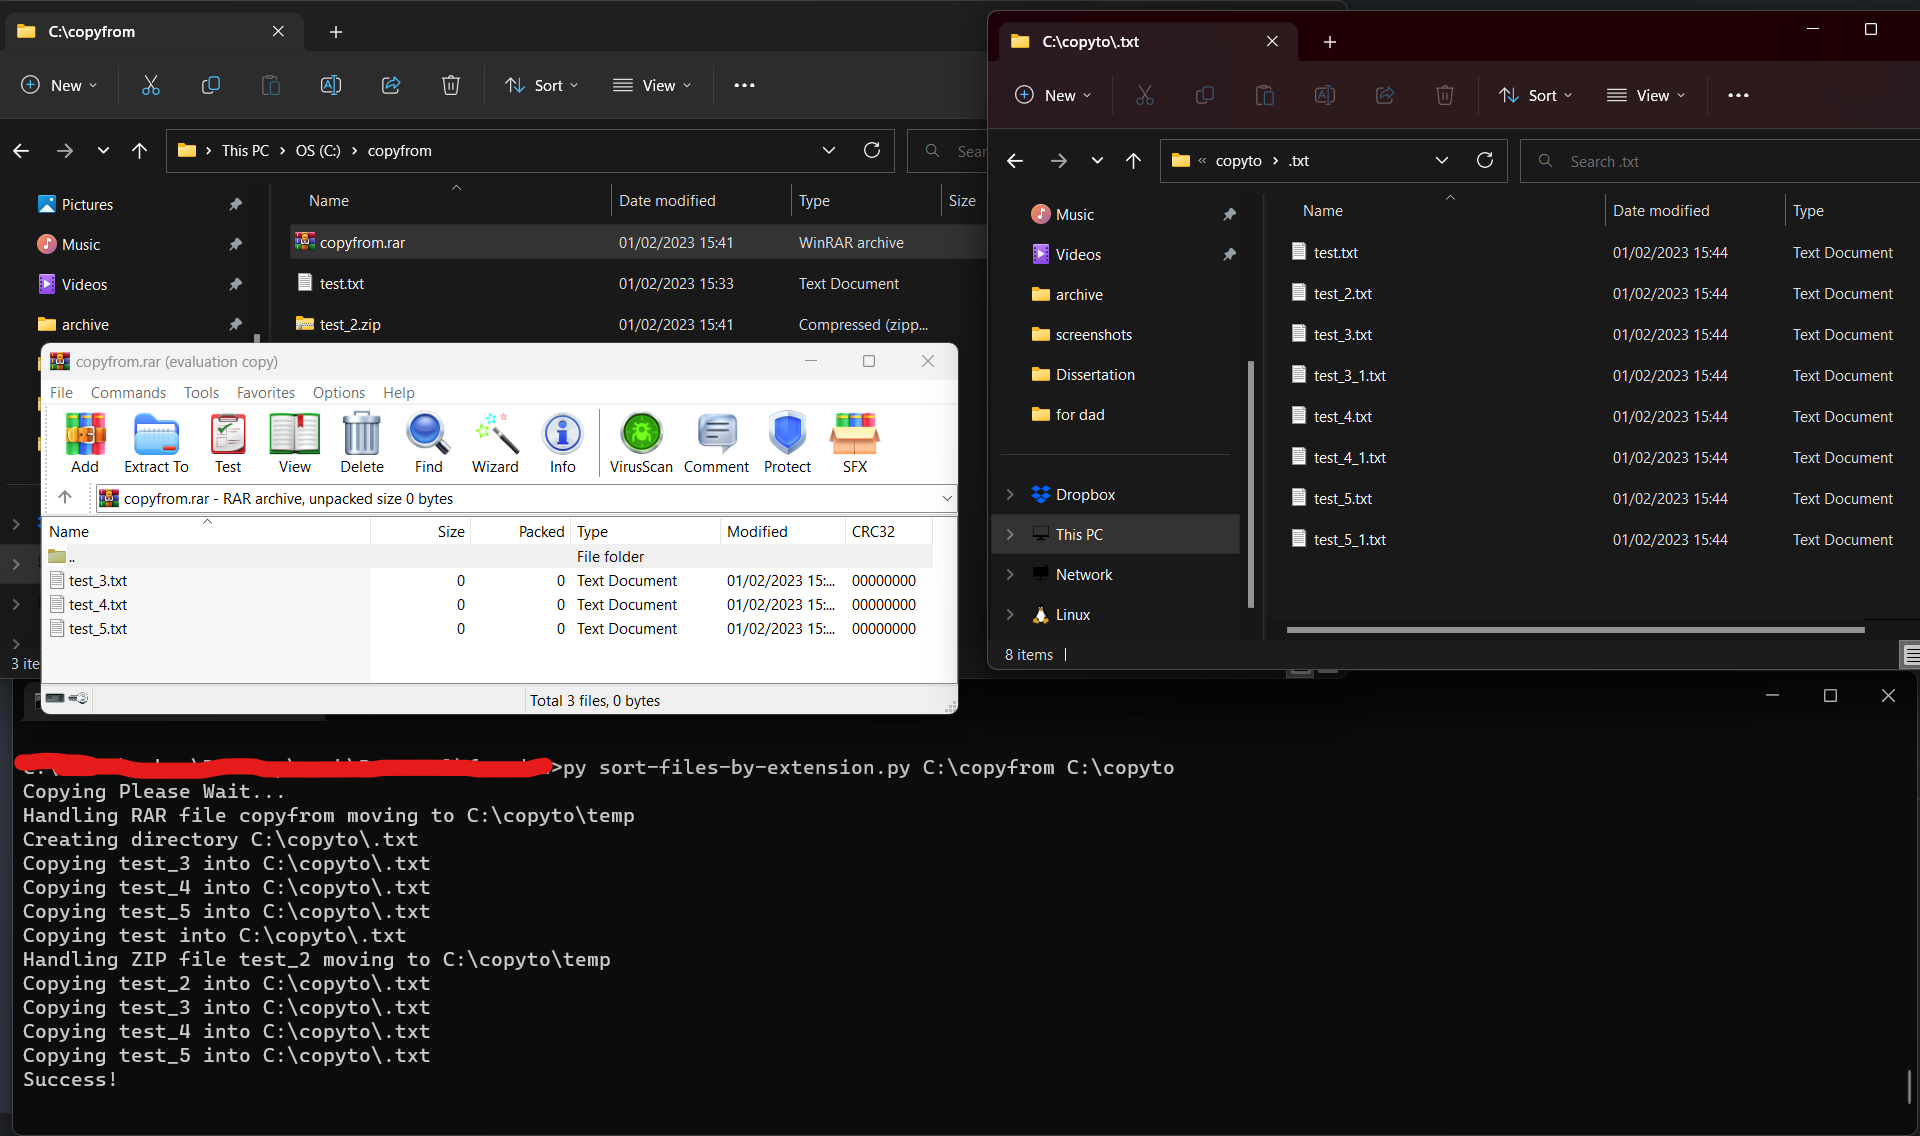 C:\copyfrom
New
Sort
View
This PC
OS (C:)
copyfrom
Name
Date modified
Type
Size
Pictures
Music
Videos
archive
copyfrom.rar
01/02/2023 15:41
WinRAR archive
test.txt
01/02/2023 15:33
Text Document
test_2.zip
01/02/2023 15:41
Compressed (zipp...
C:\copyto\.txt
New
Sort
View
« copyto
.txt
Search .txt
Name
Date modified
Type
Music
Videos
archive
screenshots
Dissertation
for dad
Dropbox
This PC
Network
Linux
test.txt 01/02/2023 15:44 Text Document
test_2.txt 01/02/2023 15:44 Text Document
test_3.txt 01/02/2023 15:44 Text Document
test_3_1.txt 01/02/2023 15:44 Text Document
test_4.txt 01/02/2023 15:44 Text Document
test_4_1.txt 01/02/2023 15:44 Text Document
test_5.txt 01/02/2023 15:44 Text Document
test_5_1.txt 01/02/2023 15:44 Text Document
8 items
copyfrom.rar (evaluation copy)
File Commands Tools Favorites Options Help
Add Extract To Test View Delete Find Wizard Info VirusScan Comment Protect SFX
copyfrom.rar - RAR archive, unpacked size 0 bytes
Name Size Packed Type Modified CRC32
.. File folder
test_3.txt 0 0 Text Document 01/02/2023 15:... 00000000
test_4.txt 0 0 Text Document 01/02/2023 15:... 00000000
test_5.txt 0 0 Text Document 01/02/2023 15:... 00000000
Total 3 files, 0 bytes
>py sort-files-by-extension.py C:\copyfrom C:\copyto
Copying Please Wait...
Handling RAR file copyfrom moving to C:\copyto\temp
Creating directory C:\copyto\.txt
Copying test_3 into C:\copyto\.txt
Copying test_4 into C:\copyto\.txt
Copying test_5 into C:\copyto\.txt
Copying test into C:\copyto\.txt
Handling ZIP file test_2 moving to C:\copyto\temp
Copying test_2 into C:\copyto\.txt
Copying test_3 into C:\copyto\.txt
Copying test_4 into C:\copyto\.txt
Copying test_5 into C:\copyto\.txt
Success!